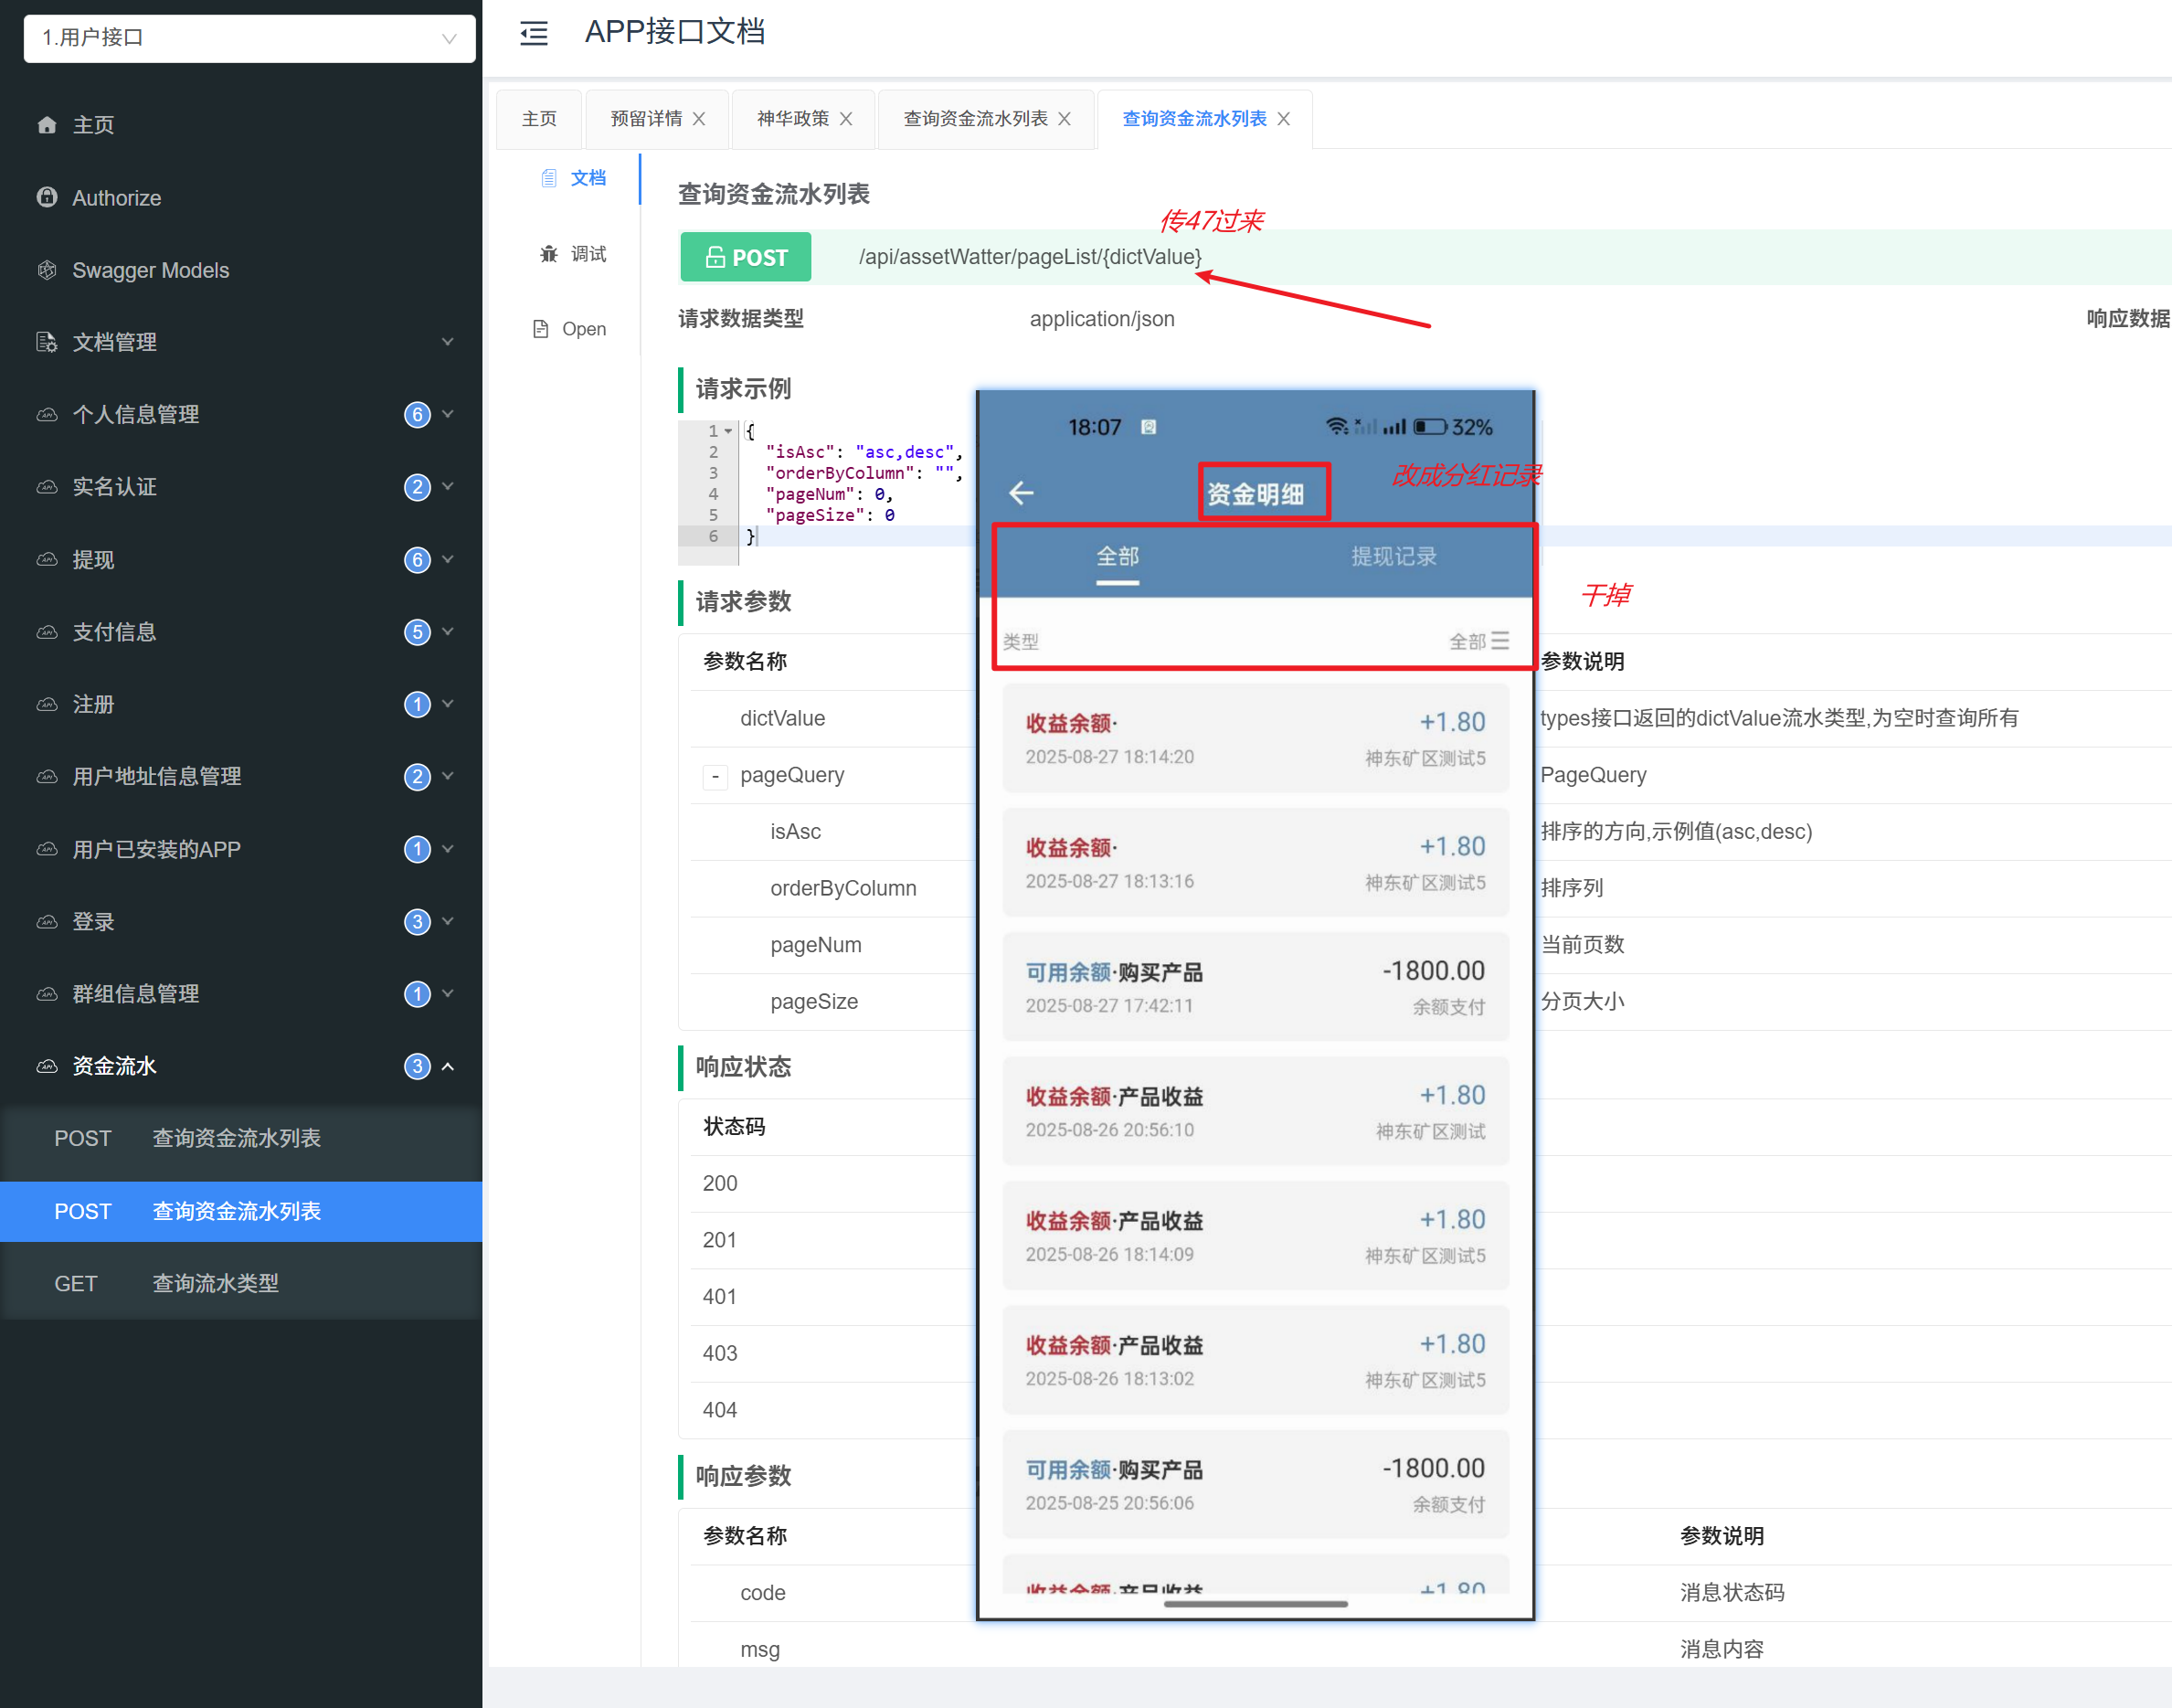 1.用户接口
主页
Authorize
Swagger Models
文档管理
个人信息管理 6
实名认证 2
提现 6
支付信息 5
注册 1
用户地址信息管理 2
用户已安装的APP 1
登录 3
群组信息管理 1
资金流水 3
POST 查询资金流水列表
POST 查询资金流水列表
GET 查询流水类型
APP接口文档
主页 预留详情 神华政策 查询资金流水列表 查询资金流水列表
文档
调试
Open
查询资金流水列表
传47过来
POST /api/assetWatter/pageList/{dictValue}
请求数据类型 application/json 响应数据
请求示例
1 {
2 "isAsc": "asc,desc",
3 "orderByColumn": "",
4 "pageNum": 0,
5 "pageSize": 0
6 }
请求参数
参数名称 参数说明
dictValue types接口返回的dictValue流水类型,为空时查询所有
- pageQuery PageQuery
isAsc 排序的方向,示例值(asc,desc)
orderByColumn 排序列
pageNum 当前页数
pageSize 分页大小
响应状态
状态码
200
201
401
403
404
响应参数
参数名称 参数说明
code 消息状态码
msg 消息内容
18:07 32%
资金明细
改成分红记录
全部 提现记录
干掉
类型 全部
收益余额· +1.80
2025-08-27 18:14:20 神东矿区测试5
收益余额· +1.80
2025-08-27 18:13:16 神东矿区测试5
可用余额·购买产品 -1800.00
2025-08-27 17:42:11 余额支付
收益余额·产品收益 +1.80
2025-08-26 20:56:10 神东矿区测试
收益余额·产品收益 +1.80
2025-08-26 18:14:09 神东矿区测试5
收益余额·产品收益 +1.80
2025-08-26 18:13:02 神东矿区测试5
可用余额·购买产品 -1800.00
2025-08-25 20:56:06 余额支付
收益余额·产品收益 +1.80